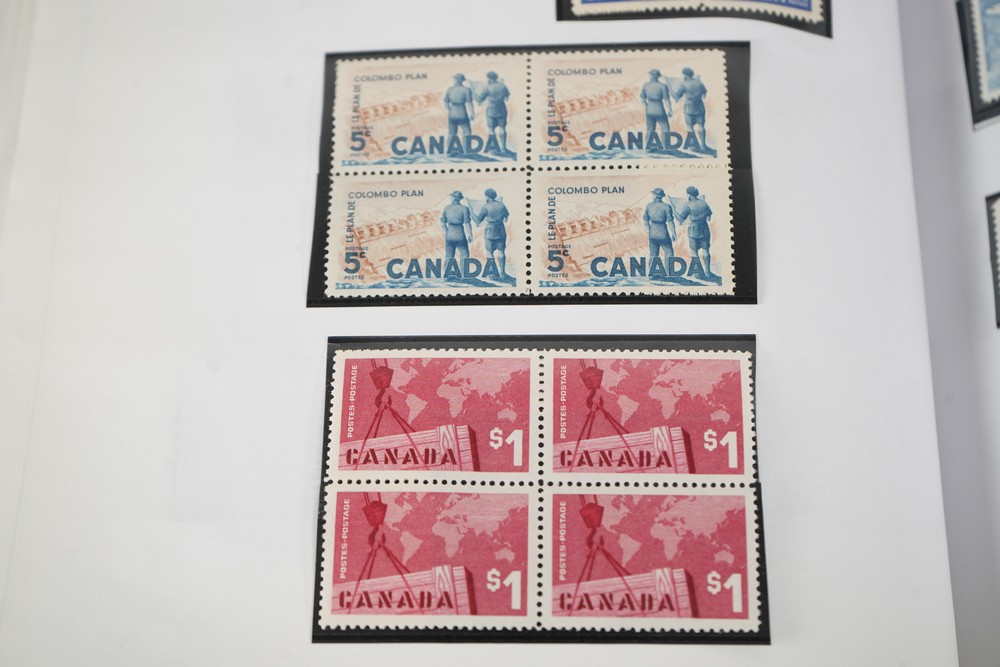 COLOMBO PLAN
LE PLAN DE
POSTAGE
5¢
POSTES
CANADA
COLOMBO PLAN
LE PLAN DE
POSTAGE
5¢
POSTES
CANADA
COLOMBO PLAN
LE PLAN DE
POSTAGE
5¢
POSTES
CANADA
COLOMBO PLAN
LE PLAN DE
POSTAGE
5¢
POSTES
CANADA
POSTES-POSTAGE
$1
CANADA
POSTES-POSTAGE
$1
CANADA
POSTES-POSTAGE
$1
CANADA
POSTES-POSTAGE
$1
CANADA